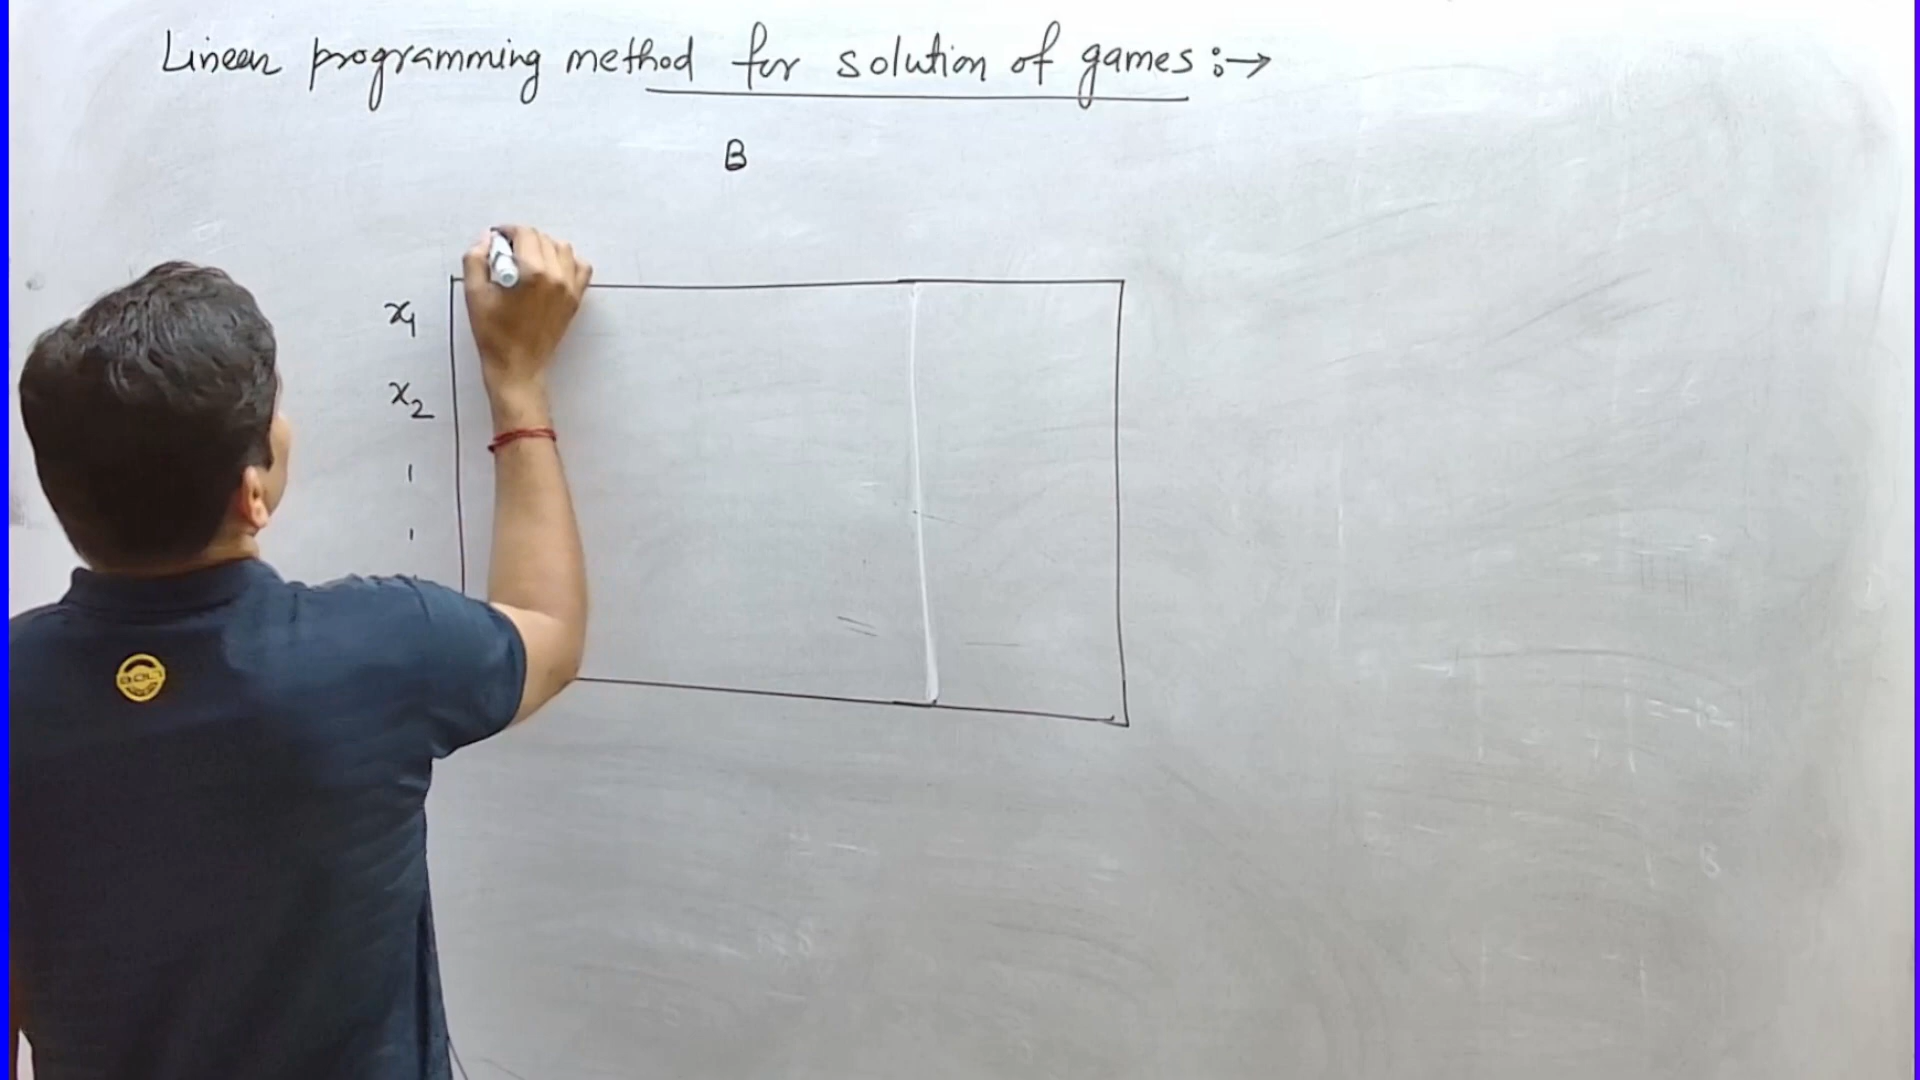 Linear programming method for solution of games :→
B
x₁
x₂